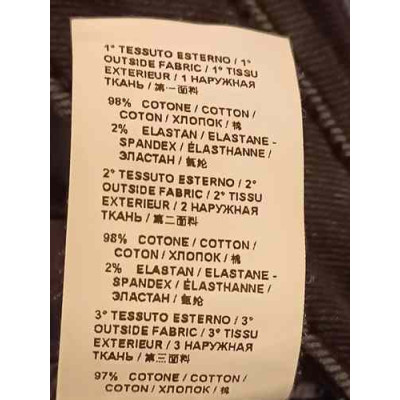 1° TESSUTO ESTERNO / 1°
OUTSIDE FABRIC / 1° TISSU
EXTERIEUR / 1 НАРУЖНАЯ
ТКАНЬ / 第一面料
98% COTONE / COTTON /
COTON / ХЛОПОК / 棉
2% ELASTAN / ELASTANE -
SPANDEX / ÉLASTHANNE /
ЭЛАСТАН / 氨纶
2° TESSUTO ESTERNO / 2°
OUTSIDE FABRIC / 2° TISSU
EXTERIEUR / 2 НАРУЖНАЯ
ТКАНЬ / 第二面料
98% COTONE / COTTON /
COTON / ХЛОПОК / 棉
2% ELASTAN / ELASTANE -
SPANDEX / ÉLASTHANNE /
ЭЛАСТАН / 氨纶
3° TESSUTO ESTERNO / 3°
OUTSIDE FABRIC / 3° TISSU
EXTERIEUR / 3 НАРУЖНАЯ
ТКАНЬ / 第三面料
97% COTONE / COTTON /
COTON / ХЛОПОК / 棉